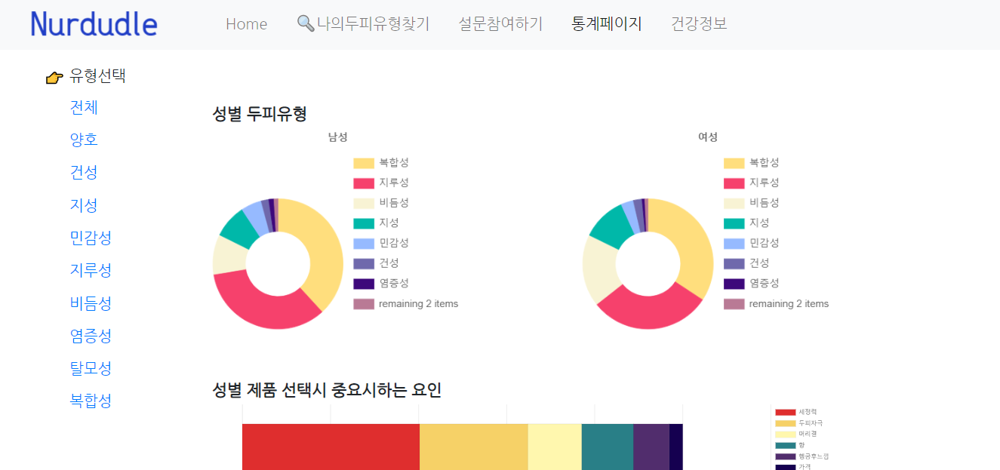 Nurdudle
Home 나의두피유형찾기 설문참여하기 통계페이지 건강정보
유형선택
전체
양호
건성
지성
민감성
지루성
비듬성
염증성
탈모성
복합성
성별 두피유형
남성
복합성
지루성
비듬성
지성
민감성
건성
염증성
remaining 2 items
여성
복합성
지루성
비듬성
지성
민감성
건성
염증성
remaining 2 items
성별 제품 선택시 중요시하는 요인
세정력
두피자극
머리결
향
헹굼후느낌
가격